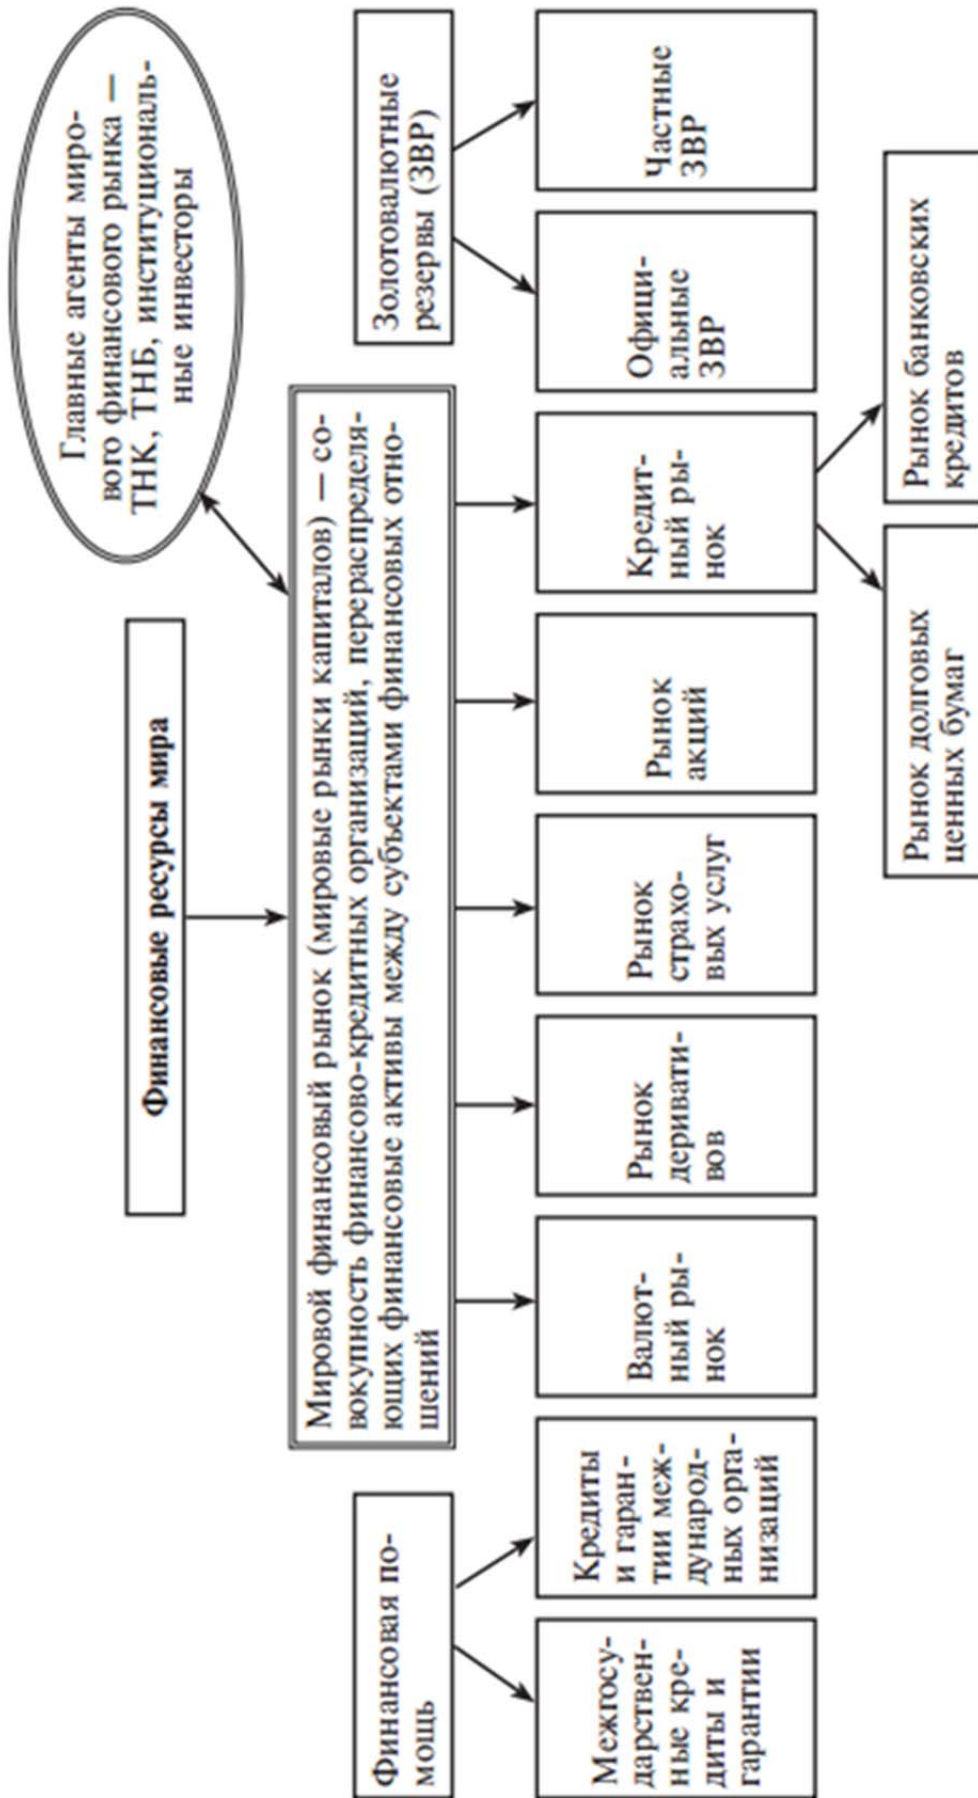 Финансовые ресурсы мира
Главные агенты миро-
вого финансового рынка —
ТНК, ТНБ, институциональ-
ные инвесторы
Финансовая по-
мощь
Мировой финансовый рынок (мировые рынки капиталов) — со-
вокупность финансово-кредитных организаций, перераспределя-
ющих финансовые активы между субъектами финансовых отно-
шений
Золотовалютные
резервы (ЗВР)
Межгосу-
дарствен-
ные кре-
диты и
гарантии
Кредиты
и гаран-
тии меж-
дународ-
ных орга-
низаций
Валют-
ный ры-
нок
Рынок
деривати-
вов
Рынок
страхо-
вых услуг
Рынок
акций
Кредит-
ный ры-
нок
Офици-
альные
ЗВР
Частные
ЗВР
Рынок долговых
ценных бумаг
Рынок банковских
кредитов